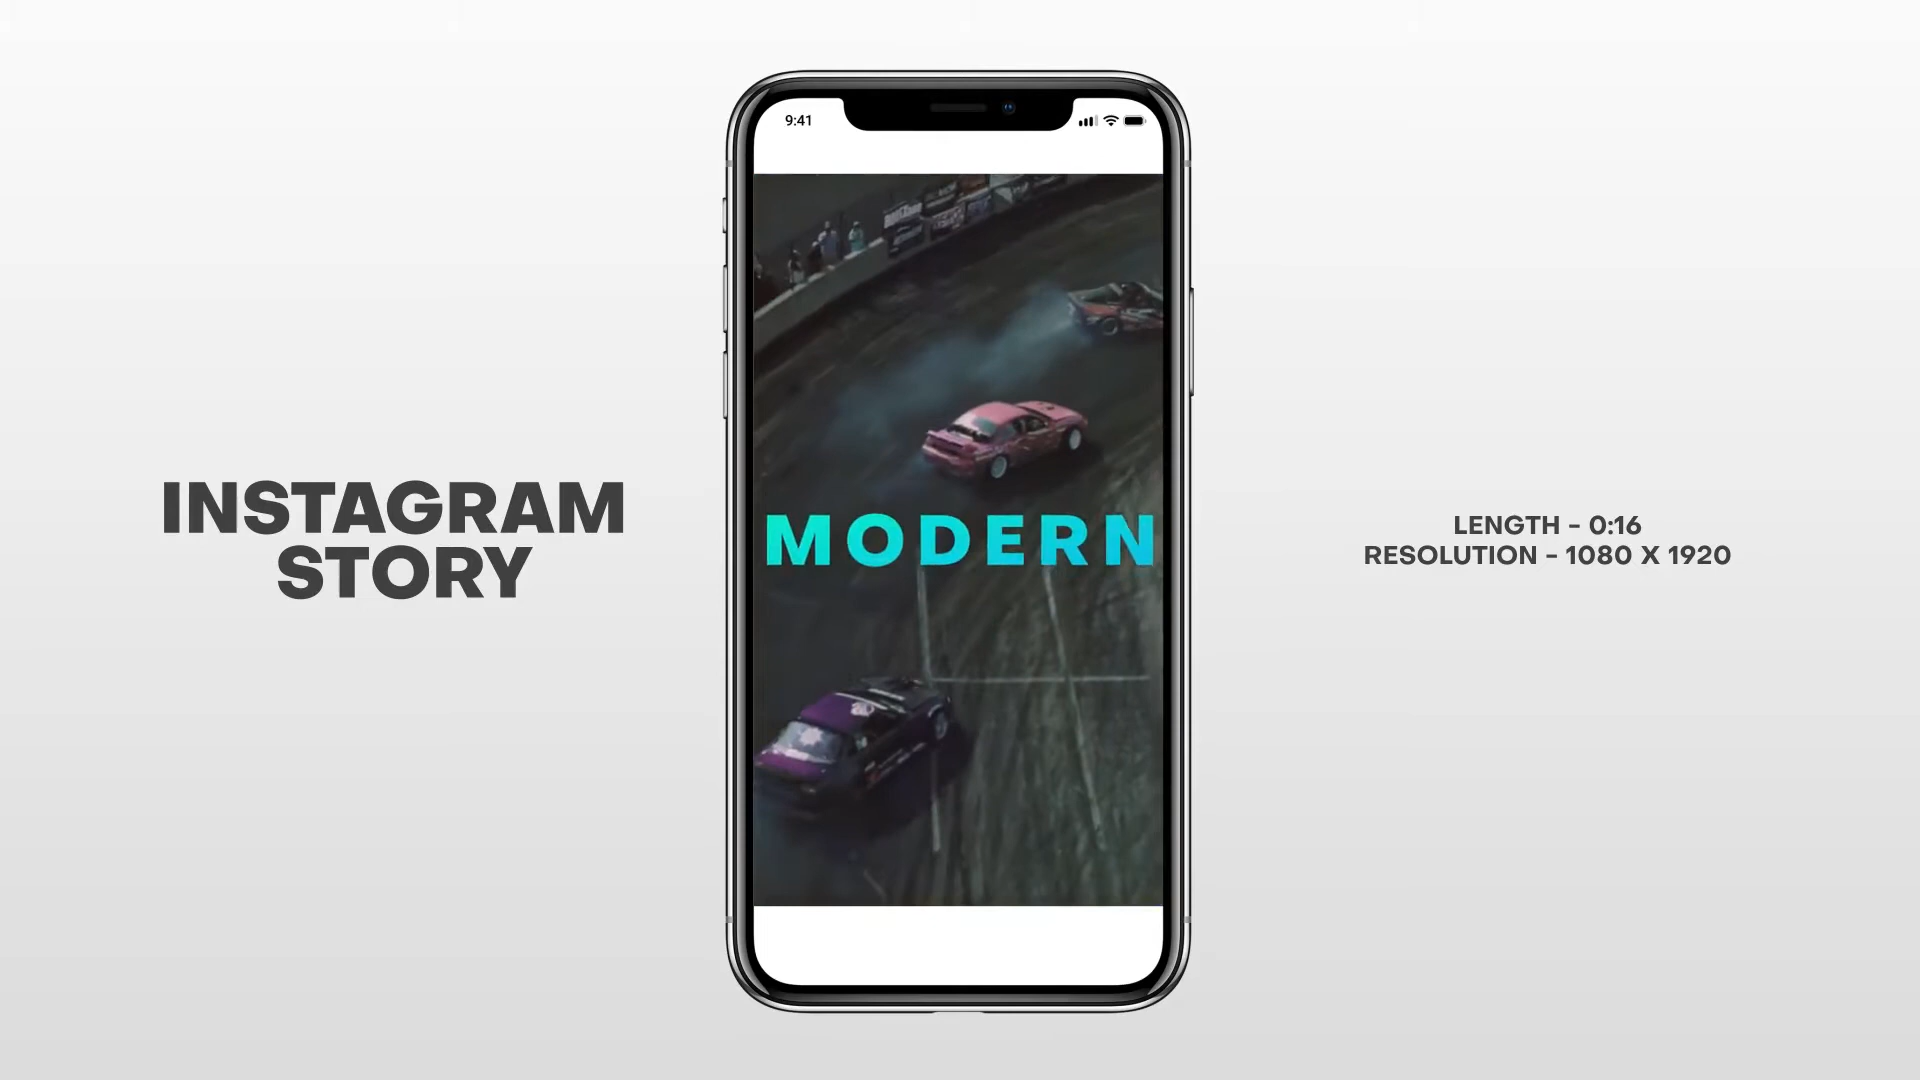 INSTAGRAM
STORY
9:41
MODERN
LENGTH - 0:16
RESOLUTION - 1080 X 1920